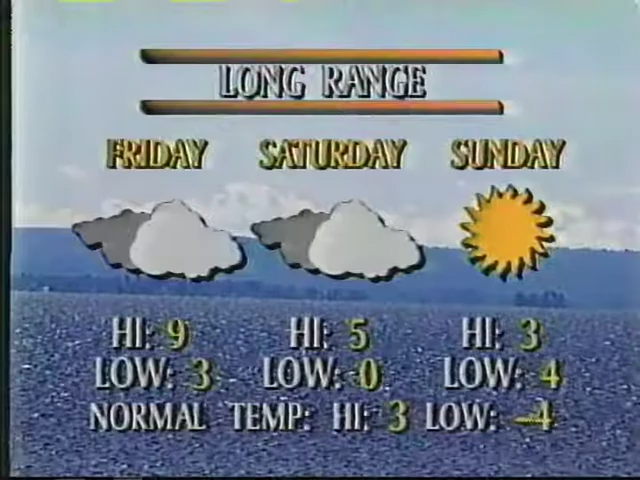 LONG RANGE
FRIDAY SATURDAY SUNDAY
HI: 9 HI: 5 HI: 3
LOW: 3 LOW: -0 LOW: 4
NORMAL TEMP: HI: 3 LOW: -4